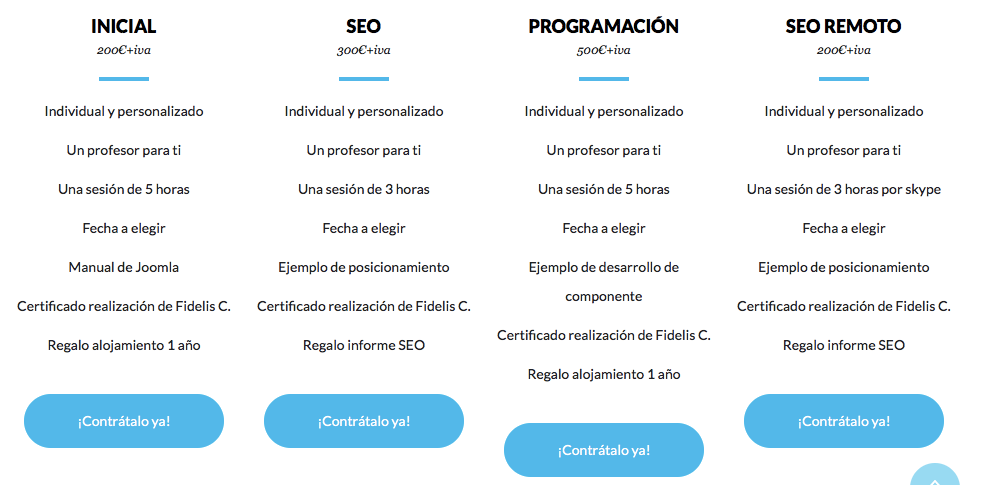 INICIAL
200€+iva
Individual y personalizado
Un profesor para ti
Una sesión de 5 horas
Fecha a elegir
Manual de Joomla
Certificado realización de Fidelis C.
Regalo alojamiento 1 año
¡Contrátalo ya!
SEO
300€+iva
Individual y personalizado
Un profesor para ti
Una sesión de 3 horas
Fecha a elegir
Ejemplo de posicionamiento
Certificado realización de Fidelis C.
Regalo informe SEO
¡Contrátalo ya!
PROGRAMACIÓN
500€+iva
Individual y personalizado
Un profesor para ti
Una sesión de 5 horas
Fecha a elegir
Ejemplo de desarrollo de
componente
Certificado realización de Fidelis C.
Regalo alojamiento 1 año
¡Contrátalo ya!
SEO REMOTO
200€+iva
Individual y personalizado
Un profesor para ti
Una sesión de 3 horas por skype
Fecha a elegir
Ejemplo de posicionamiento
Certificado realización de Fidelis C.
Regalo informe SEO
¡Contrátalo ya!